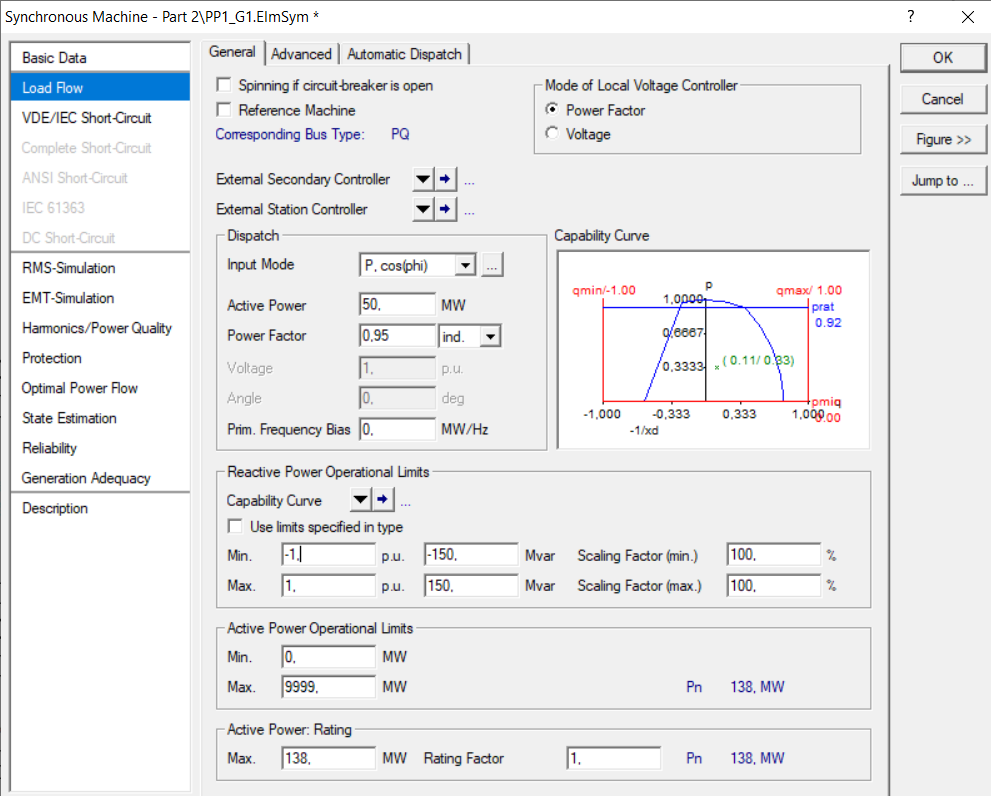 Synchronous Machine - Part 2\PP1_G1.ElmSym *
?
Basic Data
Load Flow
VDE/IEC Short-Circuit
Complete Short-Circuit
ANSI Short-Circuit
IEC 61363
DC Short-Circuit
RMS-Simulation
EMT-Simulation
Harmonics/Power Quality
Protection
Optimal Power Flow
State Estimation
Reliability
Generation Adequacy
Description
General Advanced Automatic Dispatch
Spinning if circuit-breaker is open
Reference Machine
Corresponding Bus Type: PQ
Mode of Local Voltage Controller
Power Factor
Voltage
External Secondary Controller ...
External Station Controller ...
Dispatch
Input Mode P, cos(phi) ...
Active Power 50, MW
Power Factor 0,95 ind.
Voltage 1, p.u.
Angle 0, deg
Prim. Frequency Bias 0, MW/Hz
Capability Curve
p
qmin/-1.00 qmax/ 1.00
1,0000
prat
0.92
0,6667
0,3333 x ( 0.11/ 0.33)
pmiq
0.00
-1,000 -0,333 0,333 1,000
-1/xd
Reactive Power Operational Limits
Capability Curve ...
Use limits specified in type
Min. -1, p.u. -150, Mvar Scaling Factor (min.) 100, %
Max. 1, p.u. 150, Mvar Scaling Factor (max.) 100, %
Active Power Operational Limits
Min. 0, MW
Max. 9999, MW Pn 138, MW
Active Power: Rating
Max. 138, MW Rating Factor 1, Pn 138, MW
OK
Cancel
Figure >>
Jump to ...